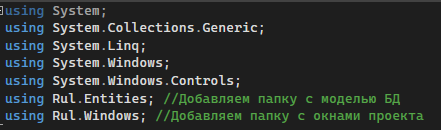 using System;
using System.Collections.Generic;
using System.Linq;
using System.Windows;
using System.Windows.Controls;
using Rul.Entities; //Добавляем папку с моделью БД
using Rul.Windows; //Добавляем папку с окнами проекта